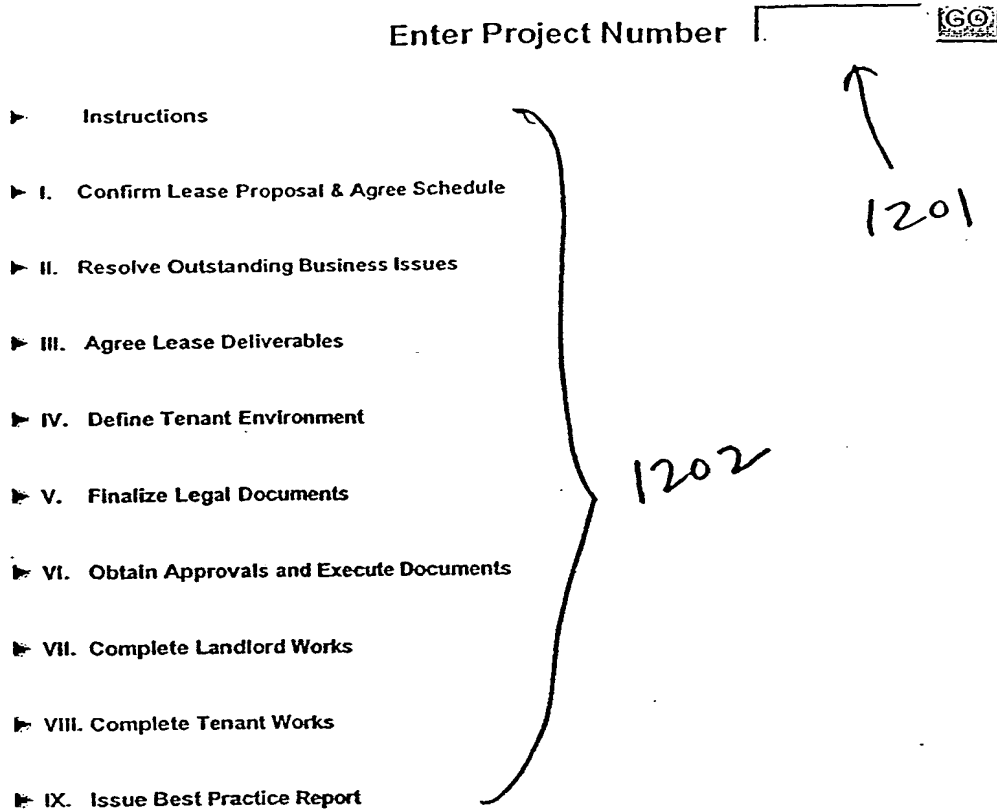 Enter Project Number GO
Instructions
1201
I. Confirm Lease Proposal & Agree Schedule
II. Resolve Outstanding Business Issues
III. Agree Lease Deliverables
IV. Define Tenant Environment
1202
V. Finalize Legal Documents
VI. Obtain Approvals and Execute Documents
VII. Complete Landlord Works
VIII. Complete Tenant Works
IX. Issue Best Practice Report